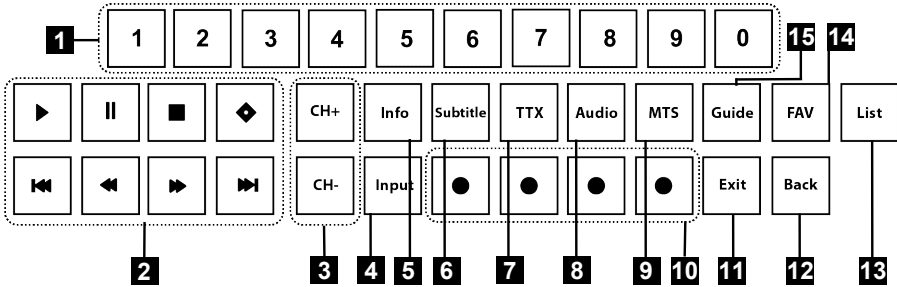 1 1 2 3 4 5 6 7 8 9 0 15 14
CH+ Info Subtitle TTX Audio MTS Guide FAV List
CH- Input Exit Back
2 3 4 5 6 7 8 9 10 11 12 13